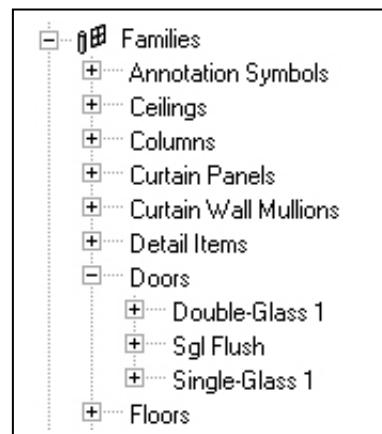 Families
Annotation Symbols
Ceilings
Columns
Curtain Panels
Curtain Wall Mullions
Detail Items
Doors
Double-Glass 1
Sgl Flush
Single-Glass 1
Floors